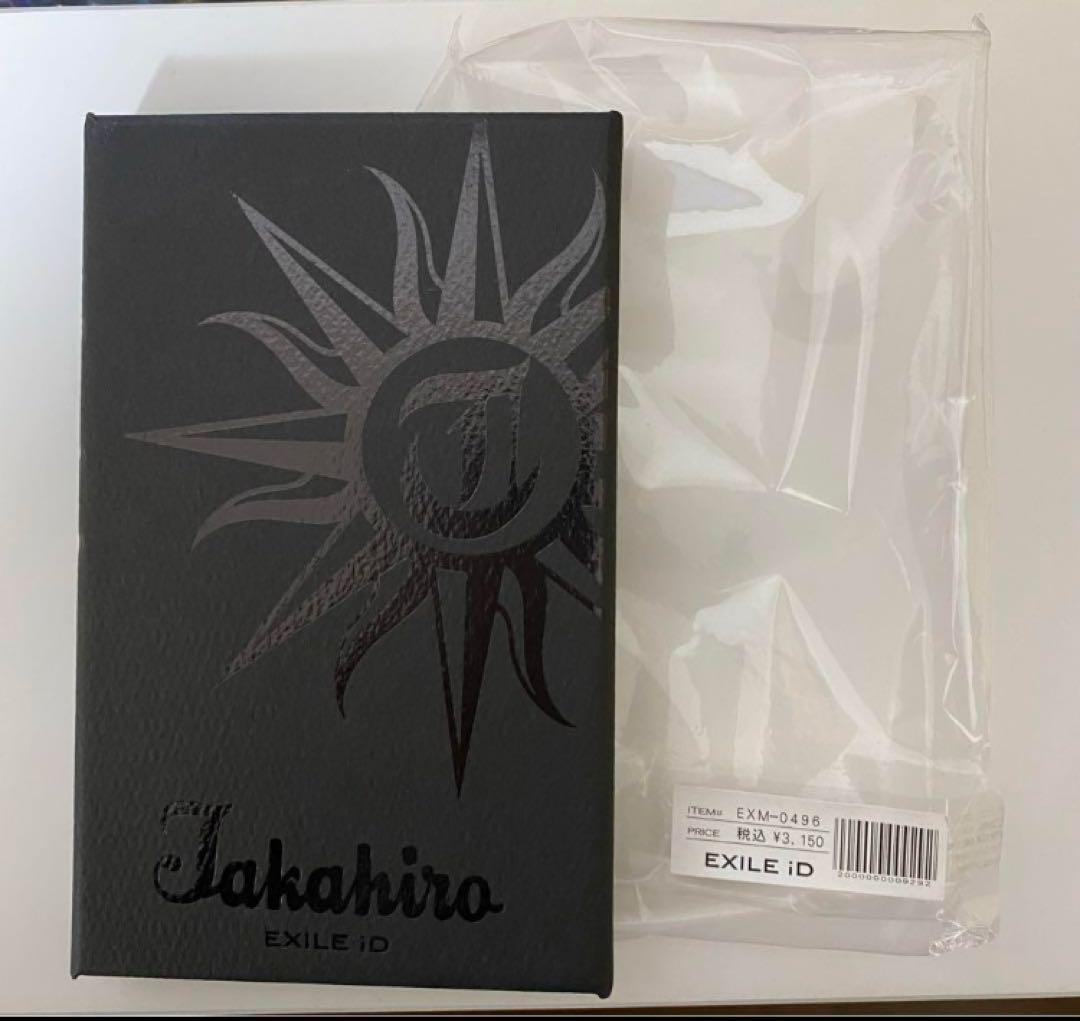 T
Takahiro
EXILE iD
ITEM# EXM-0496
PRICE 税込 ¥3,150
EXILE iD